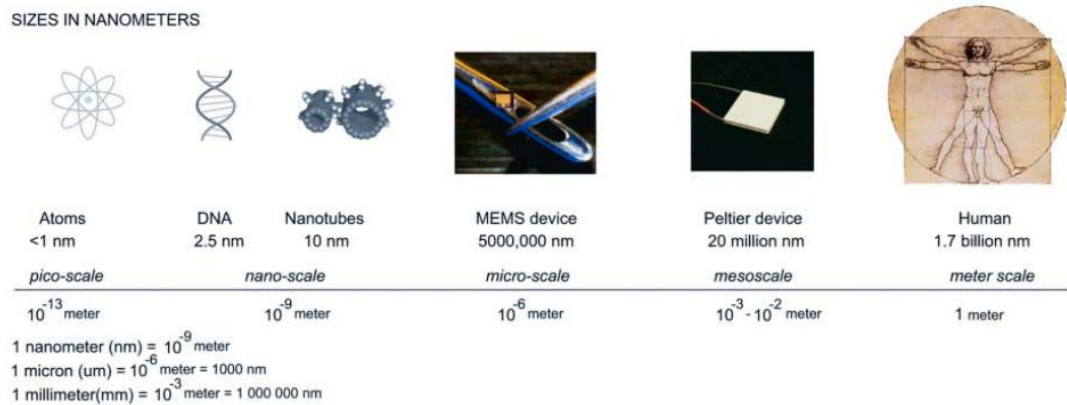 SIZES IN NANOMETERS
Atoms DNA Nanotubes MEMS device Peltier device Human
<1 nm 2.5 nm 10 nm 5000,000 nm 20 million nm 1.7 billion nm
pico-scale nano-scale micro-scale mesoscale meter scale
10⁻¹³ meter 10⁻⁹ meter 10⁻⁶ meter 10⁻³ - 10⁻² meter 1 meter
1 nanometer (nm) = 10⁻⁹ meter
1 micron (um) = 10⁻⁶ meter = 1000 nm
1 millimeter(mm) = 10⁻³ meter = 1 000 000 nm